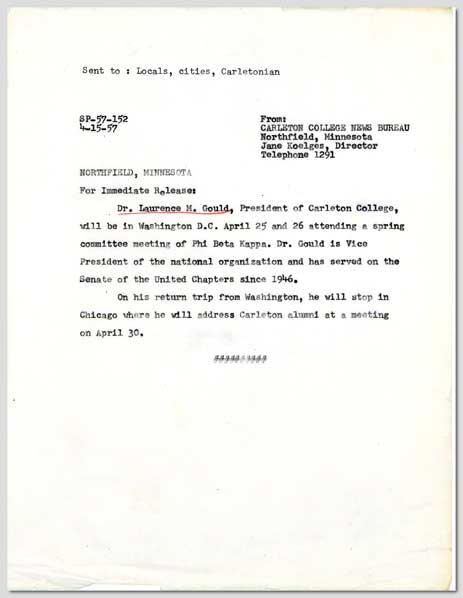 Sent to : Locals, cities, Carletonian
SP-57-152
4-15-57
From:
CARLETON COLLEGE NEWS BUREAU
Northfield, Minnesota
Jane Koelges, Director
Telephone 1291
NORTHFIELD, MINNESOTA
For Immediate Release:
Dr. Laurence M. Gould, President of Carleton College,
will be in Washington D.C. April 25 and 26 attending a spring
committee meeting of Phi Beta Kappa. Dr. Gould is Vice
President of the national organization and has served on the
Senate of the United Chapters since 1946.
On his return trip from Washington, he will stop in
Chicago where he will address Carleton alumni at a meeting
on April 30.
##########